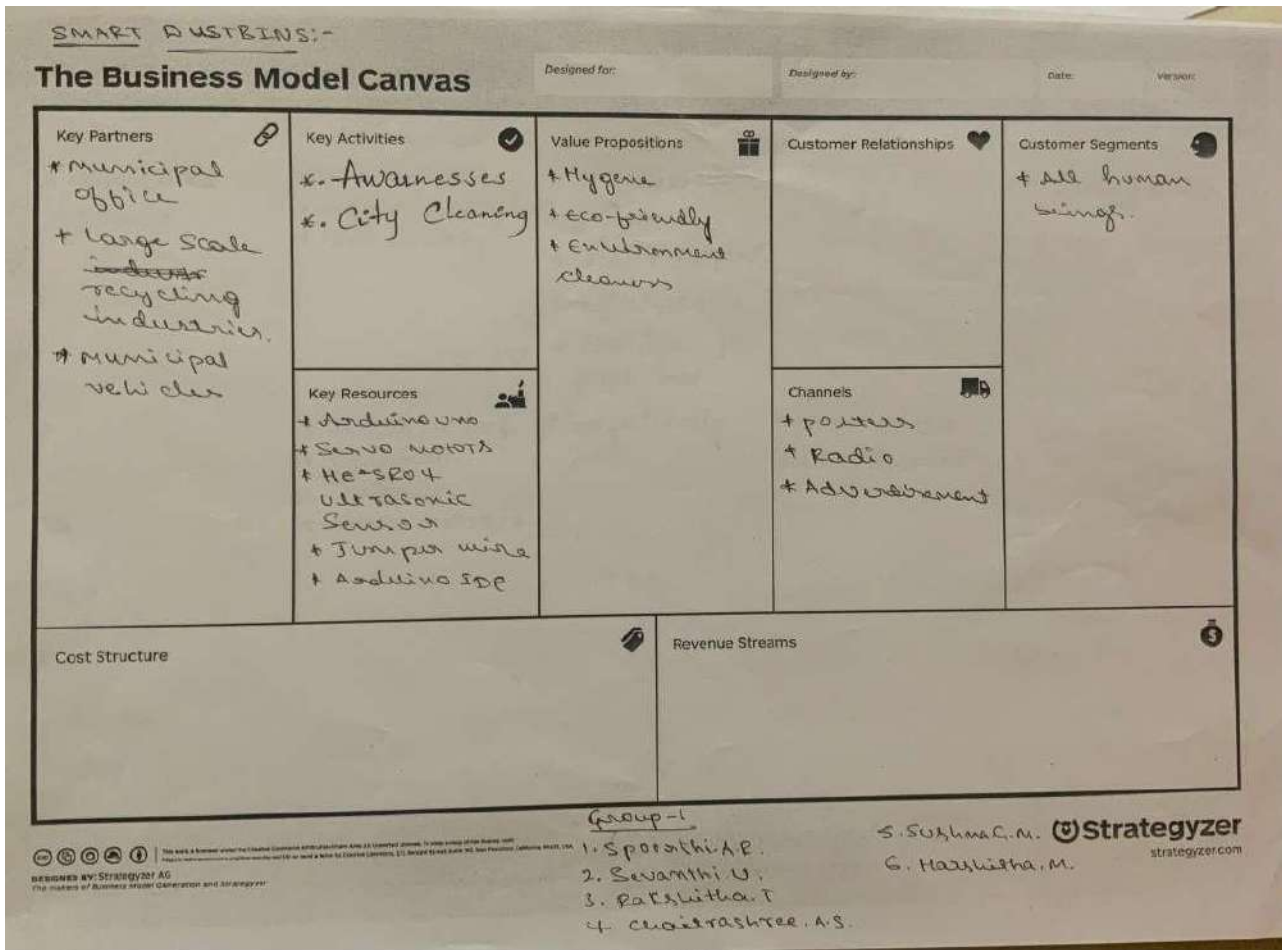 SMART DUSTBINS:-
The Business Model Canvas
Designed for:
Designed by:
Date:
Version:
Key Partners
* Municipal
office
+ Large scale
recycling
industries.
* Municipal
vehicles
Key Activities
*. Awarnesses
*. City Cleaning
Key Resources
+ Arduino uno
* Servo Motors
* He-SR04
Ultrasonic
Sensor
+ Jumper wire
* Arduino IDE
Value Propositions
* Hygene
+ Eco-friendly
* Environment
cleaners
Customer Relationships
Channels
+ posters
* Radio
* Advertirement
Customer Segments
* All human
beings.
Cost Structure
Revenue Streams
DESIGNED BY: Strategyzer AG
The makers of Business Model Generation and Strategyzer
Group-1
1. Spoorthi.A.R.
2. Sevanthi U.
3. Rakshitha.T
4. Chaitrashree.A.S.
5. Sushma C.M.
6. Harshitha.M.
Strategyzer
strategyzer.com